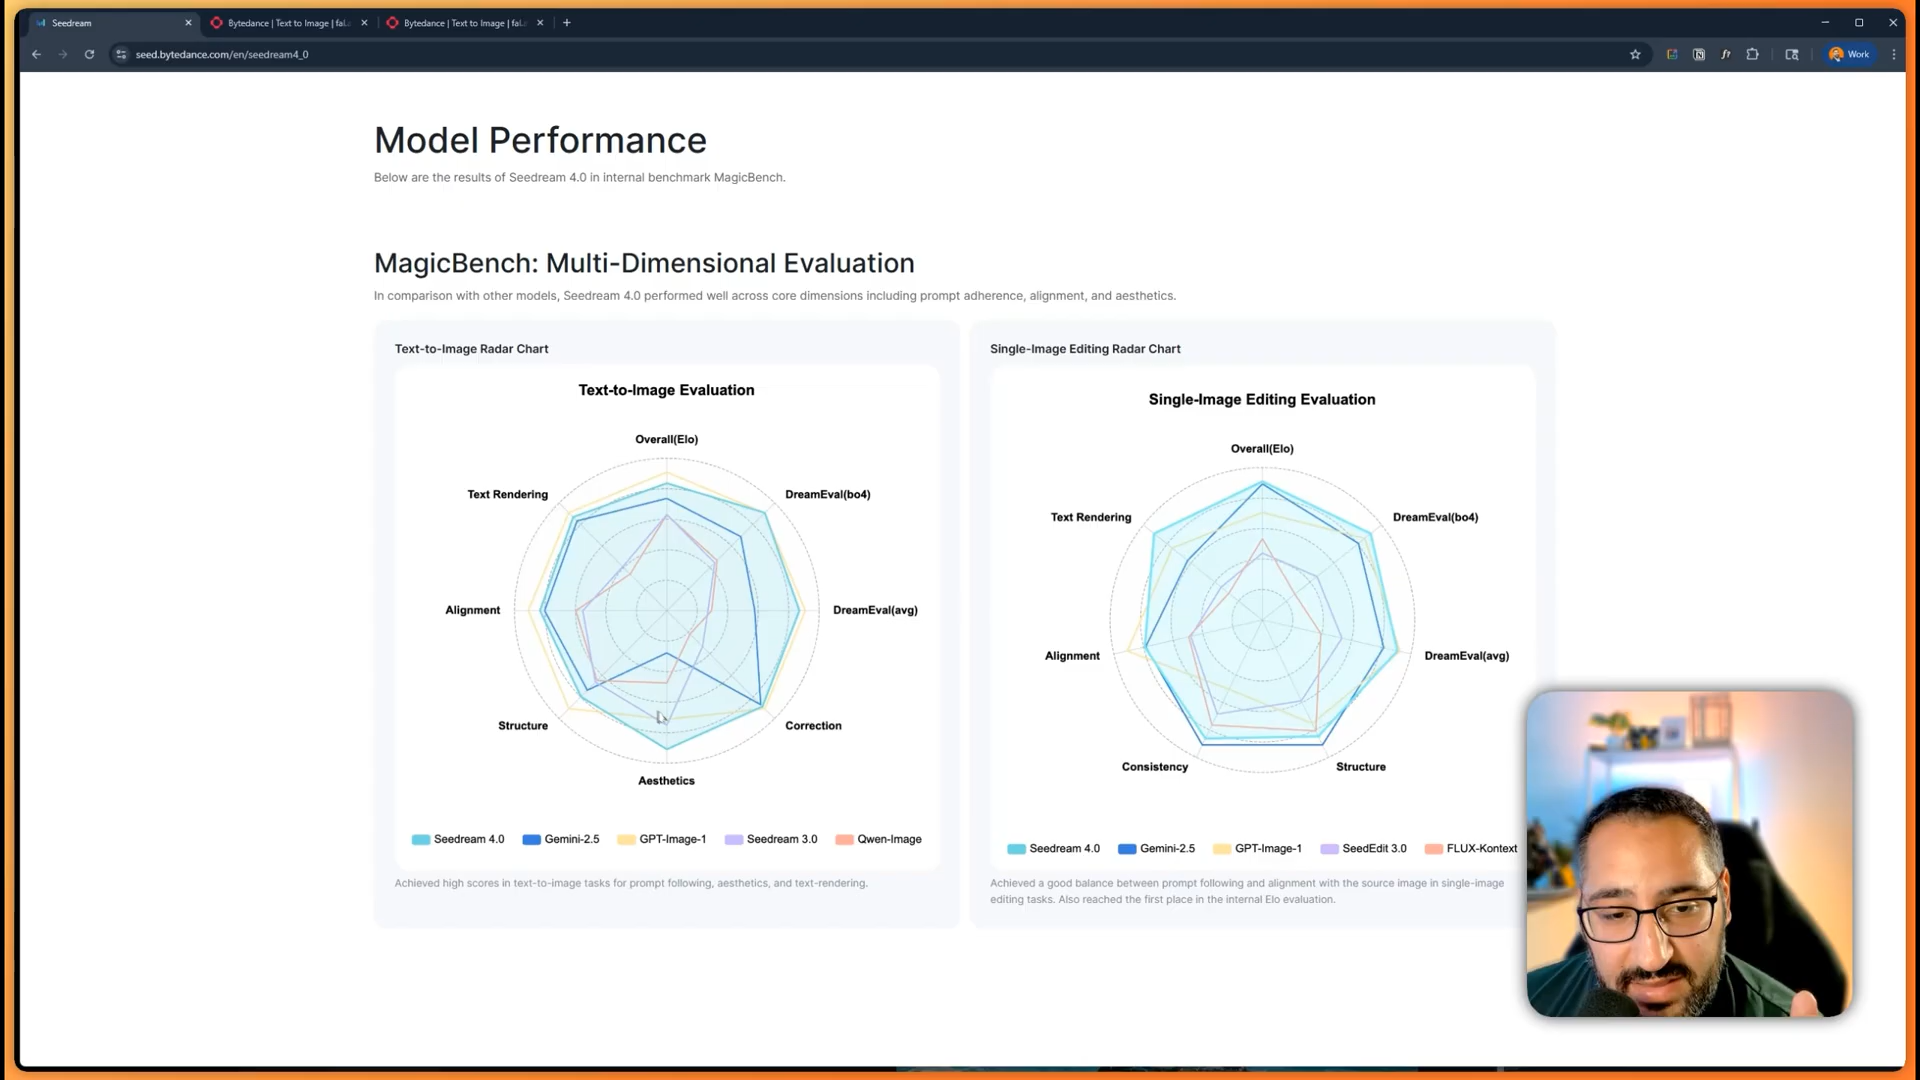 Seedream
Bytedance | Text to Image | fal.
Bytedance | Text to Image | fal.
seed.bytedance.com/en/seedream4_0
Work
Model Performance
Below are the results of Seedream 4.0 in internal benchmark MagicBench.
MagicBench: Multi-Dimensional Evaluation
In comparison with other models, Seedream 4.0 performed well across core dimensions including prompt adherence, alignment, and aesthetics.
Text-to-Image Radar Chart
Text-to-Image Evaluation
Overall(Elo)
Text Rendering
DreamEval(bo4)
Alignment
DreamEval(avg)
Structure
Correction
Aesthetics
Seedream 4.0
Gemini-2.5
GPT-Image-1
Seedream 3.0
Qwen-Image
Achieved high scores in text-to-image tasks for prompt following, aesthetics, and text-rendering.
Single-Image Editing Radar Chart
Single-Image Editing Evaluation
Overall(Elo)
Text Rendering
DreamEval(bo4)
Alignment
DreamEval(avg)
Consistency
Structure
Seedream 4.0
Gemini-2.5
GPT-Image-1
SeedEdit 3.0
FLUX-Kontext
Achieved a good balance between prompt following and alignment with the source image in single-image
editing tasks. Also reached the first place in the internal Elo evaluation.